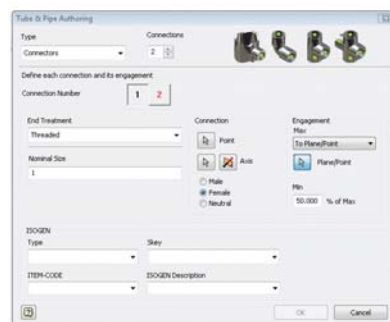 Tube & Pipe Authoring
Type
Connections
Connectors
2
Define each connection and its engagement
Connection Number
1
2
End Treatment
Connection
Engagement
Max
Threaded
Point
To Plane/Point
Nominal Size
Axis
Plane/Point
1
Male
Female
Min
Neutral
50.000
% of Max
ISOGEN
Type
Skey
ITEM-CODE
ISOGEN Description
?
OK
Cancel